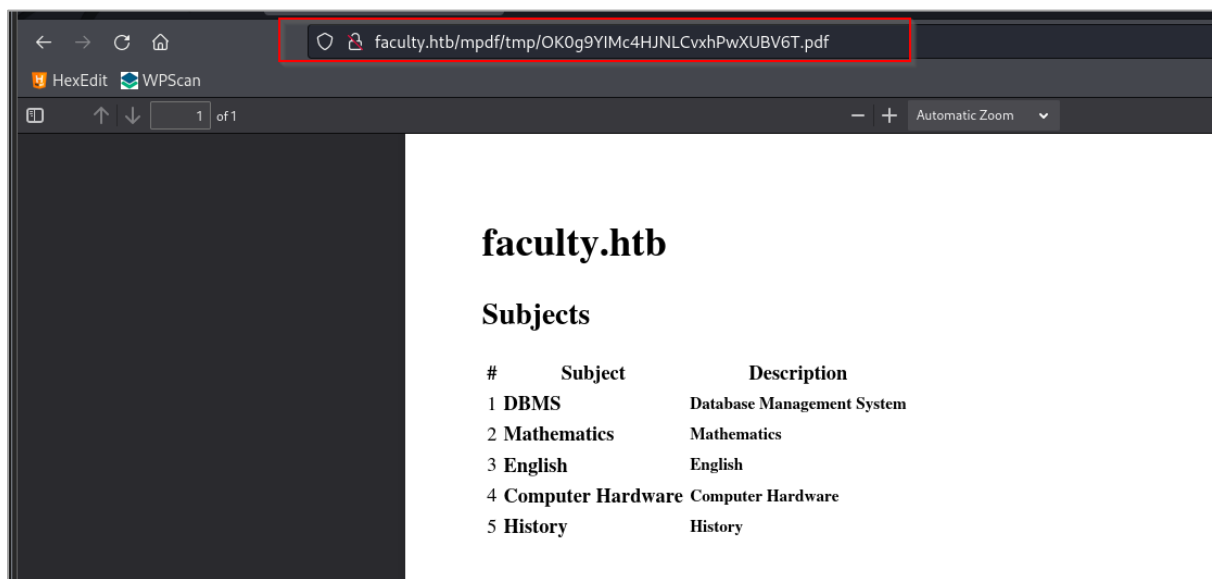 faculty.htb/mpdf/tmp/OK0g9YIMc4HJNLCvxhPwXUBV6T.pdf
HexEdit WPScan
1 of 1 Automatic Zoom
faculty.htb
Subjects
# Subject Description
1 DBMS Database Management System
2 Mathematics Mathematics
3 English English
4 Computer Hardware Computer Hardware
5 History History